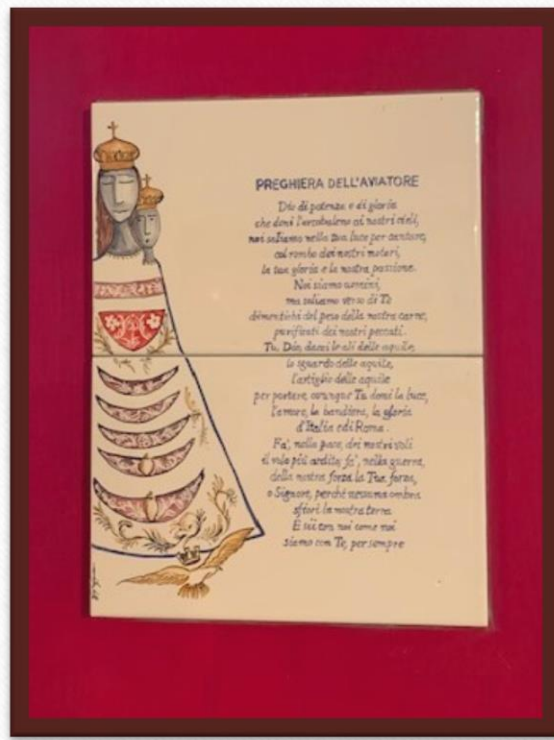 PREGHIERA DELL'AVIATORE
Dio di potenza e di gloria
che doni l'arcobaleno ai nostri cieli,
noi saliamo nella tua luce per cantare,
col rombo dei nostri motori,
la tua gloria e la nostra passione.
Noi siamo uomini,
ma saliamo verso di Te
dimentichi del peso della nostra carne,
purificati dei nostri peccati.
Tu, Dio, dacci le ali delle aquile,
lo sguardo delle aquile,
l'artiglio delle aquile
per portare, ovunque Tu doni la luce,
l'amore, la bandiera, la gloria
d'Italia e di Roma.
Fa', nella pace, dei nostri voli
il volo più ardito; fa', nella guerra,
della nostra forza la Tua forza,
o Signore, perché nessuna ombra
sfiori la nostra terra
E sii con noi come noi
siamo con Te, per sempre